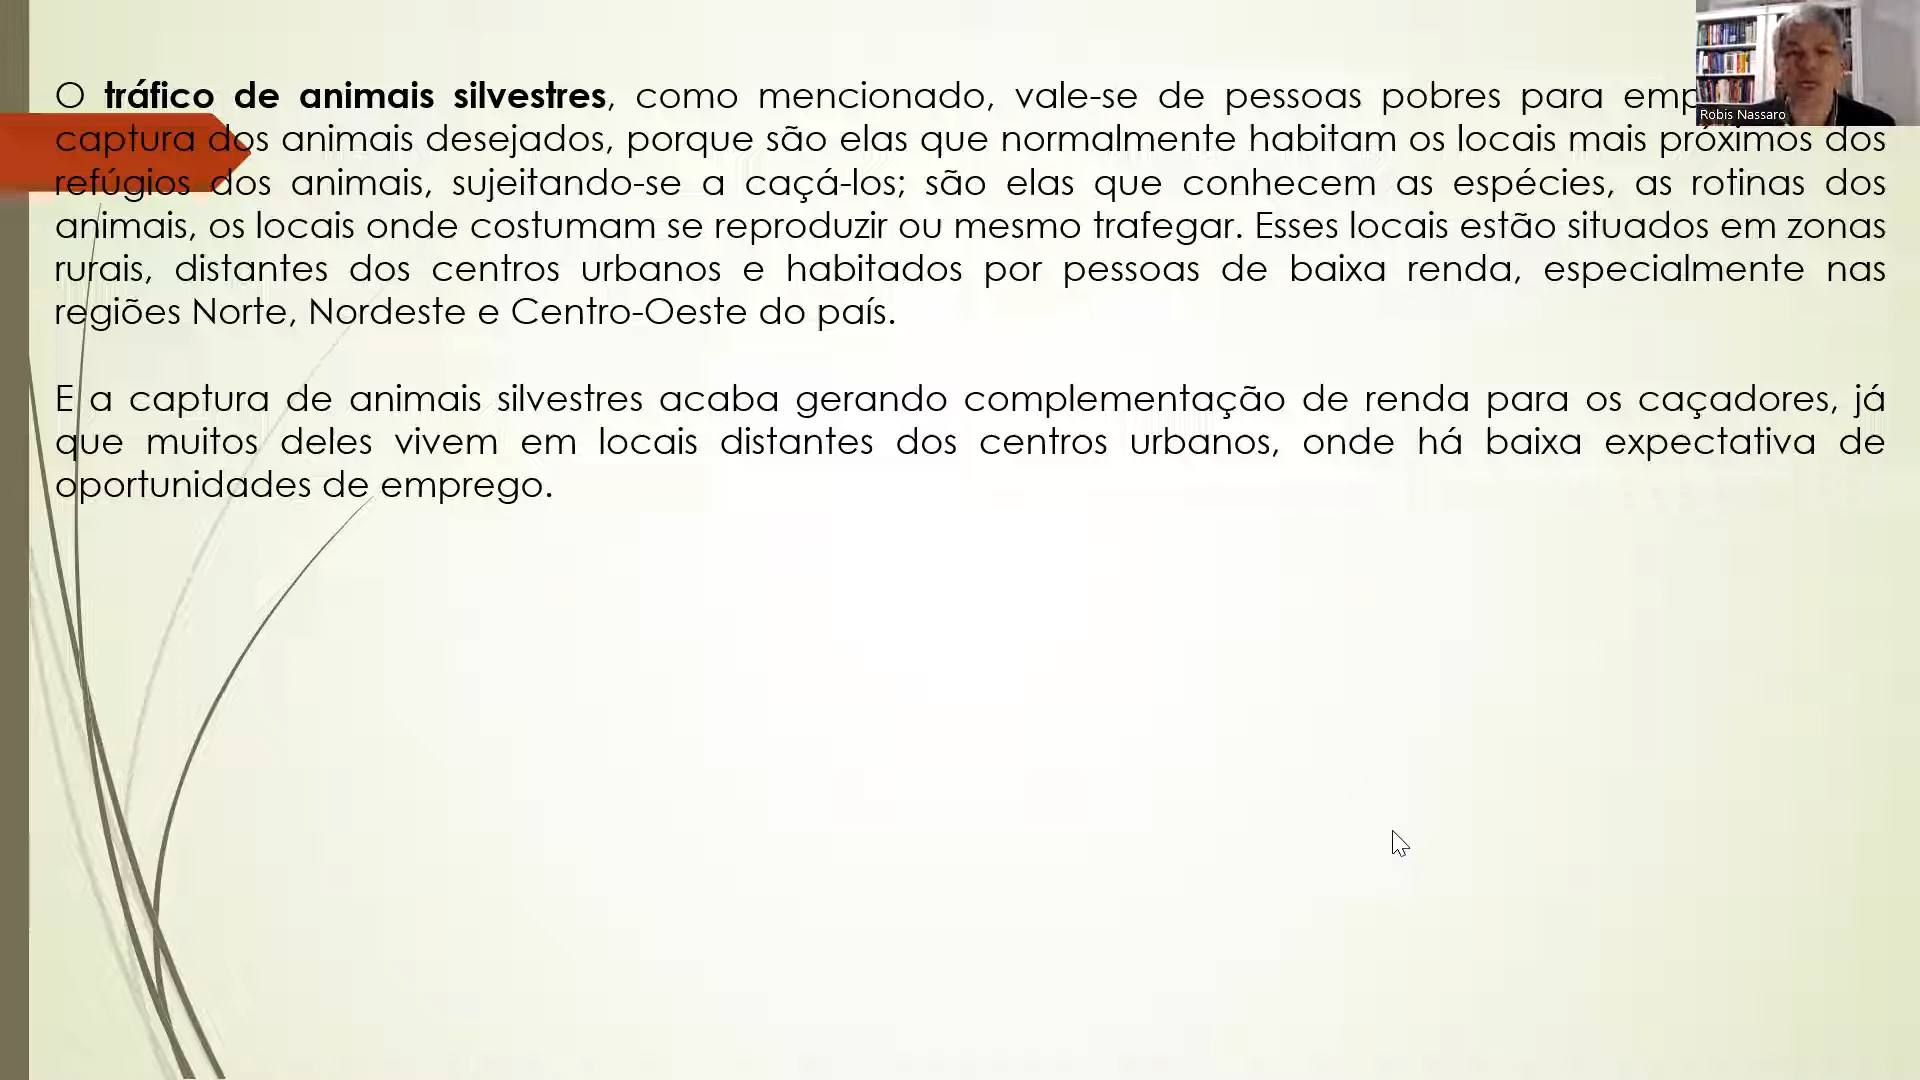 O tráfico de animais silvestres, como mencionado, vale-se de pessoas pobres para
captura dos animais desejados, porque são elas que normalmente habitam os locais mais próximos dos
refúgios dos animais, sujeitando-se a caçá-los; são elas que conhecem as espécies, as rotinas dos
animais, os locais onde costumam se reproduzir ou mesmo trafegar. Esses locais estão situados em zonas
rurais, distantes dos centros urbanos e habitados por pessoas de baixa renda, especialmente nas
regiões Norte, Nordeste e Centro-Oeste do país.
E a captura de animais silvestres acaba gerando complementação de renda para os caçadores, já
que muitos deles vivem em locais distantes dos centros urbanos, onde há baixa expectativa de
oportunidades de emprego.
Robis Nassaro